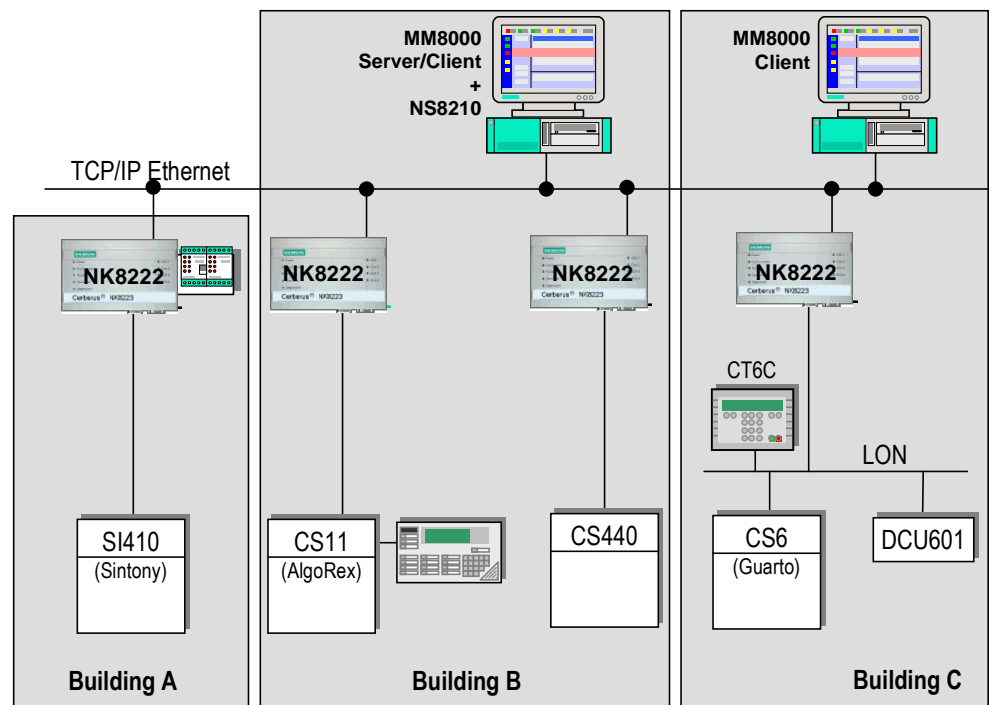 MM8000
Server/Client
+
NS8210
MM8000
Client
TCP/IP Ethernet
NK8222
Cerberus NK8223
NK8222
Cerberus NK8223
NK8222
Cerberus NK8223
NK8222
Cerberus NK8223
CT6C
LON
SI410
(Sintony)
CS11
(AlgoRex)
CS440
CS6
(Guarto)
DCU601
Building A
Building B
Building C